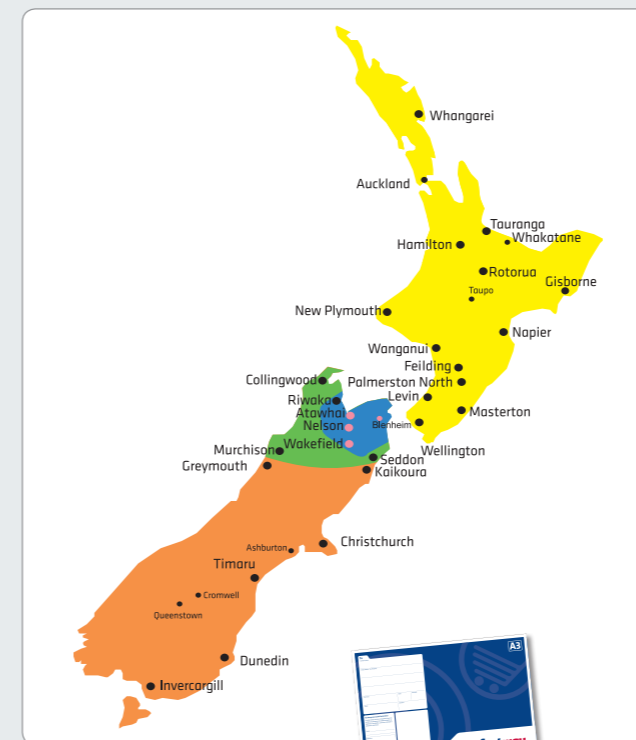 Whangarei
Auckland
Tauranga
Whakatane
Hamilton
Rotorua
Gisborne
Taupo
New Plymouth
Napier
Wanganui
Feilding
Collingwood
Palmerston North
Riwaka
Levin
Atawhai
Masterton
Nelson
Blenheim
Wakefield
Wellington
Murchison
Seddon
Greymouth
Kaikoura
Christchurch
Ashburton
Timaru
Cromwell
Queenstown
Dunedin
Invercargill
A3